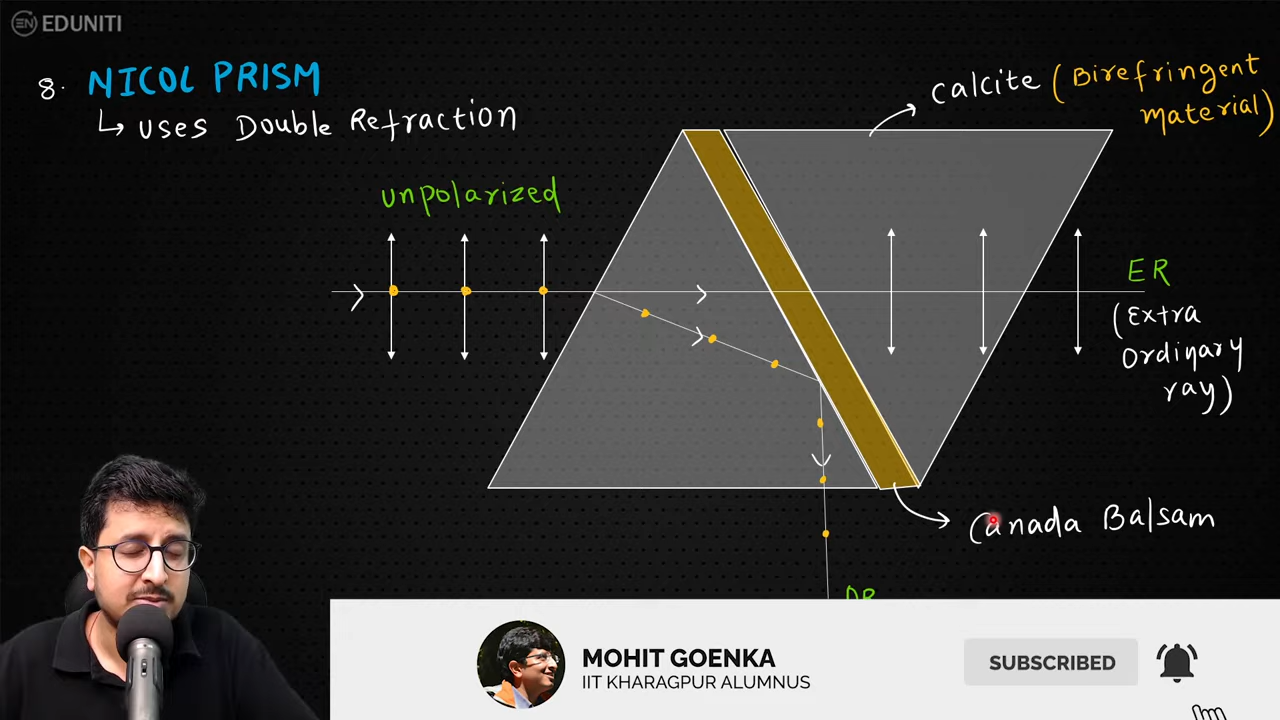 EN EDUNITI
8. NICOL PRISM
↳ uses Double Refraction
calcite (Birefringent
material)
unpolarized
ER
(Extra
Ordinary
ray)
Canada Balsam
MOHIT GOENKA
IIT KHARAGPUR ALUMNUS
SUBSCRIBED